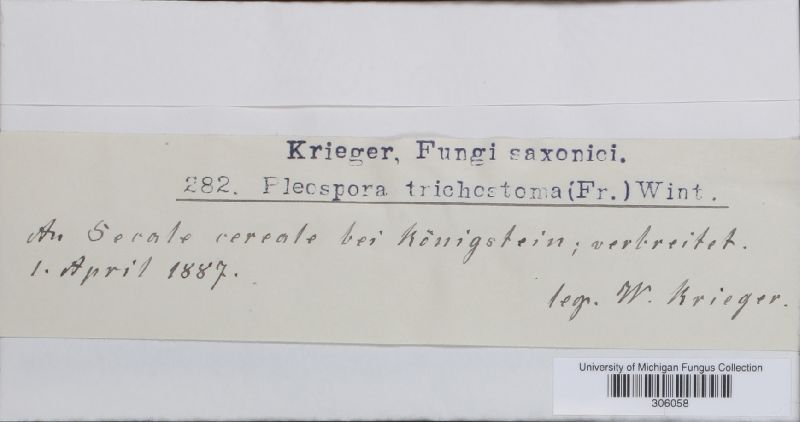 Krieger, Fungi saxonici.
282. Pleospora trichostoma (Fr.) Wint.
An Secale cereale bei Königstein; verbreitet.
1. April 1887.
leg. W. Krieger.
University of Michigan Fungus Collection
306058